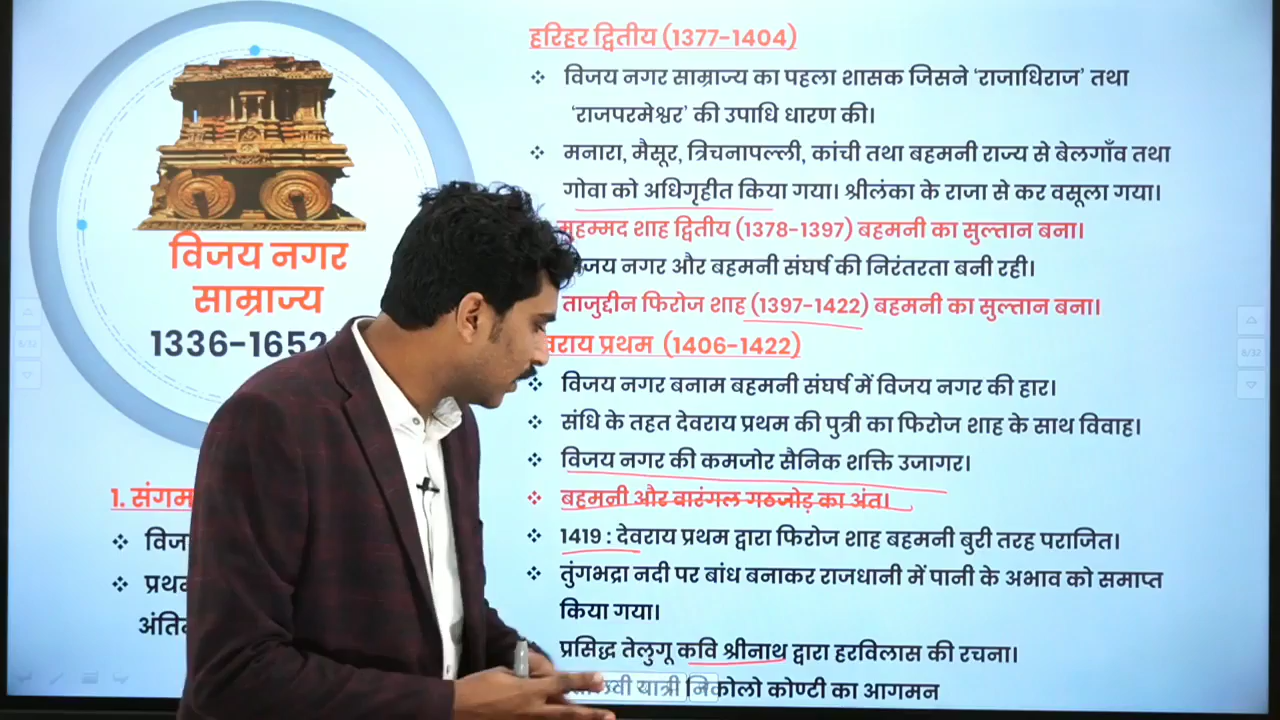 विजय नगर
साम्राज्य
1336-1652
1. संगम
विज
प्रथम
हरिहर द्वितीय (1377-1404)
विजय नगर साम्राज्य का पहला शासक जिसने ‘राजाधिराज’ तथा
‘राजपरमेश्वर’ की उपाधि धारण की।
मनारा, मैसूर, त्रिचनापल्ली, कांची तथा बहमनी राज्य से बेलगाँव तथा
गोवा को अधिगृहीत किया गया। श्रीलंका के राजा से कर वसूला गया।
मुहम्मद शाह द्वितीय (1378-1397) बहमनी का सुल्तान बना।
जय नगर और बहमनी संघर्ष की निरंतरता बनी रही।
ताजुद्दीन फिरोज शाह (1397-1422) बहमनी का सुल्तान बना।
वराय प्रथम (1406-1422)
विजय नगर बनाम बहमनी संघर्ष में विजय नगर की हार।
संधि के तहत देवराय प्रथम की पुत्री का फिरोज शाह के साथ विवाह।
विजय नगर की कमजोर सैनिक शक्ति उजागर।
बहमनी और वारंगल गठजोड़ का अंत।
1419 : देवराय प्रथम द्वारा फिरोज शाह बहमनी बुरी तरह पराजित।
तुंगभद्रा नदी पर बांध बनाकर राजधानी में पानी के अभाव को समाप्त
किया गया।
प्रसिद्ध तेलुगू कवि श्रीनाथ द्वारा हरविलास की रचना।
यात्री निकोलो कोण्टी का आगमन
8/32